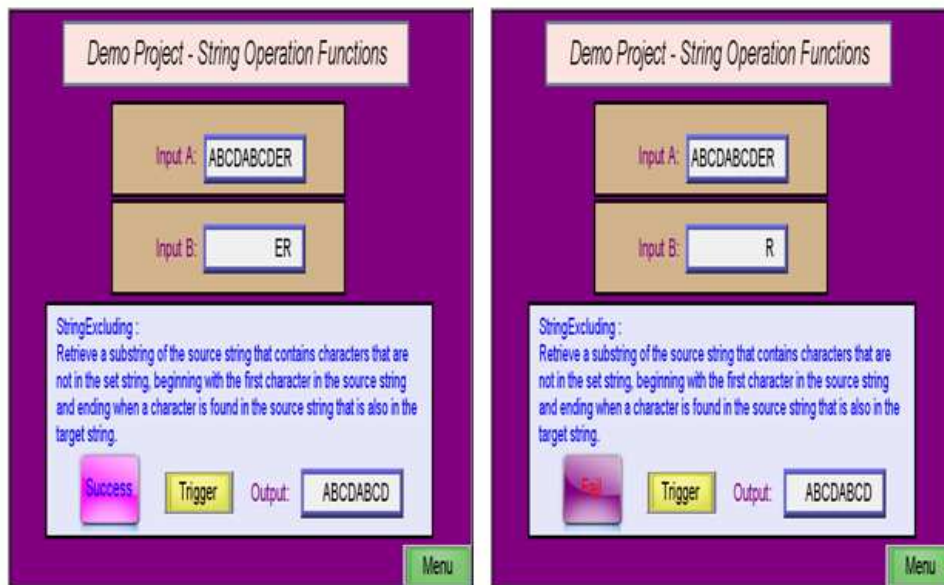 Demo Project - String Operation Functions
Input A: ABCDABCDER
Input B: ER
StringExcluding :
Retrieve a substring of the source string that contains characters that are
not in the set string, beginning with the first character in the source string
and ending when a character is found in the source string that is also in the
target string.
Success Trigger Output: ABCDABCD
Menu
Demo Project - String Operation Functions
Input A: ABCDABCDER
Input B: R
StringExcluding :
Retrieve a substring of the source string that contains characters that are
not in the set string, beginning with the first character in the source string
and ending when a character is found in the source string that is also in the
target string.
Fail Trigger Output: ABCDABCD
Menu